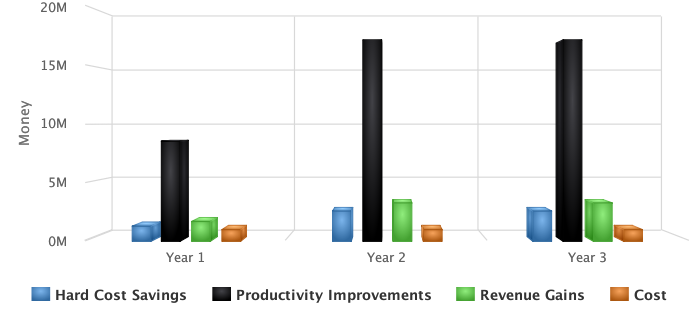 20M
15M
Money
10M
5M
0M
Year 1 Year 2 Year 3
Hard Cost Savings Productivity Improvements Revenue Gains Cost